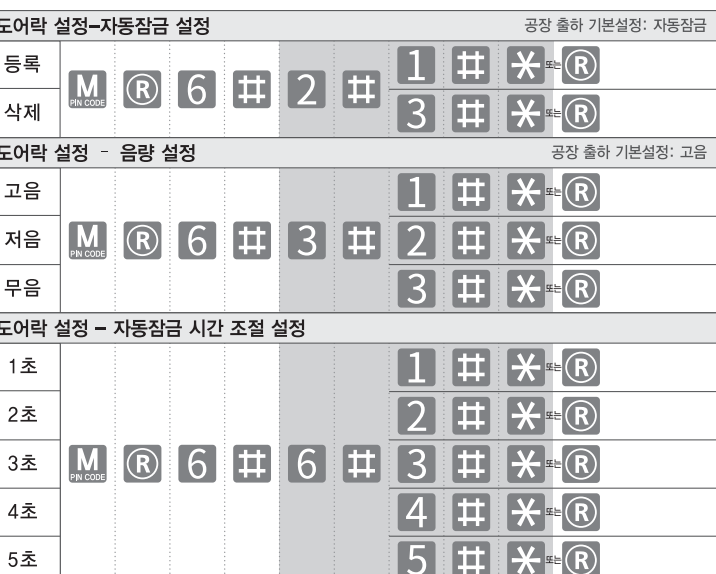 도어락 설정-자동잠금 설정 공장 출하 기본설정: 자동잠금
등록 1 # * 또는 R
M PIN CODE R 6 # 2 #
삭제 3 # * 또는 R
도어락 설정 - 음량 설정 공장 출하 기본설정: 고음
고음 1 # * 또는 R
저음 M PIN CODE R 6 # 3 # 2 # * 또는 R
무음 3 # * 또는 R
도어락 설정 - 자동잠금 시간 조절 설정
1초 1 # * 또는 R
2초 2 # * 또는 R
3초 M PIN CODE R 6 # 6 # 3 # * 또는 R
4초 4 # * 또는 R
5초 5 # * 또는 R